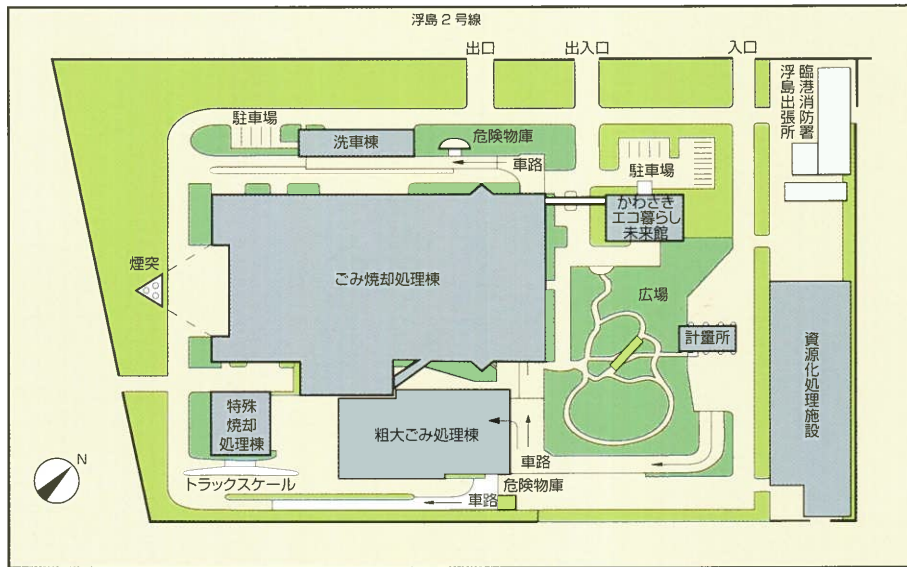 浮島2号線
出口
出入口
入口
臨港消防署
浮島出張所
駐車場
洗車棟
危険物庫
車路
駐車場
かわさき
エコ暮らし
未来館
煙突
ごみ焼却処理棟
広場
計量所
資源化処理施設
特殊
焼却
処理棟
粗大ごみ処理棟
車路
N
トラックスケール
車路
危険物庫